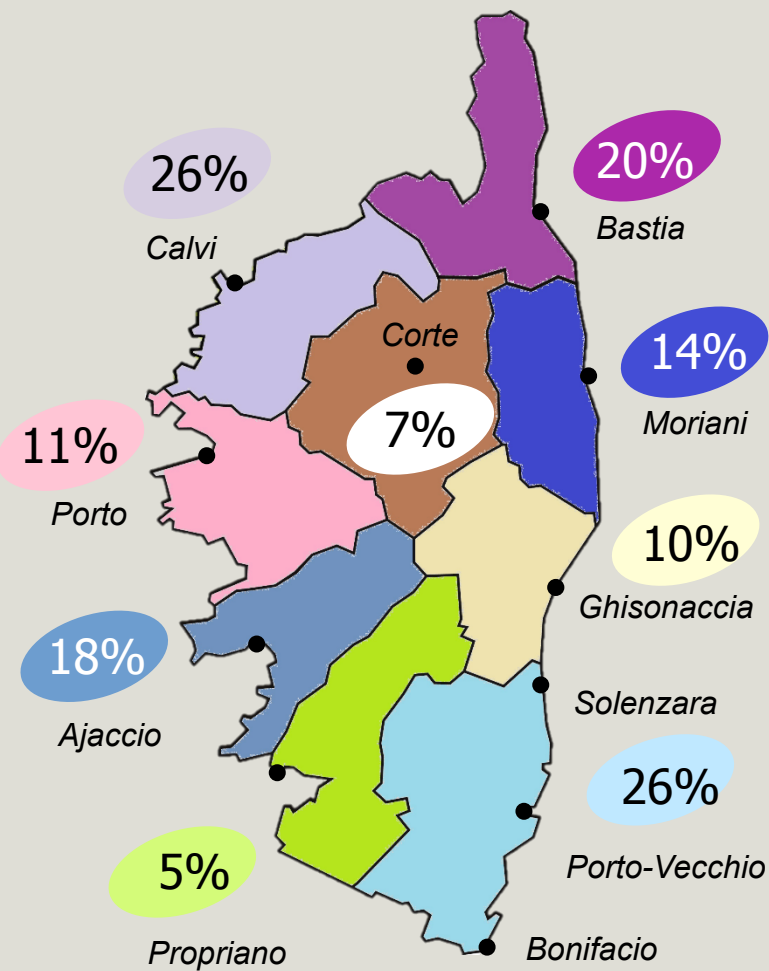 20%
Bastia
26%
Calvi
Corte
7%
14%
Moriani
11%
Porto
10%
Ghisonaccia
18%
Ajaccio
Solenzara
26%
Porto-Vecchio
5%
Propriano
Bonifacio